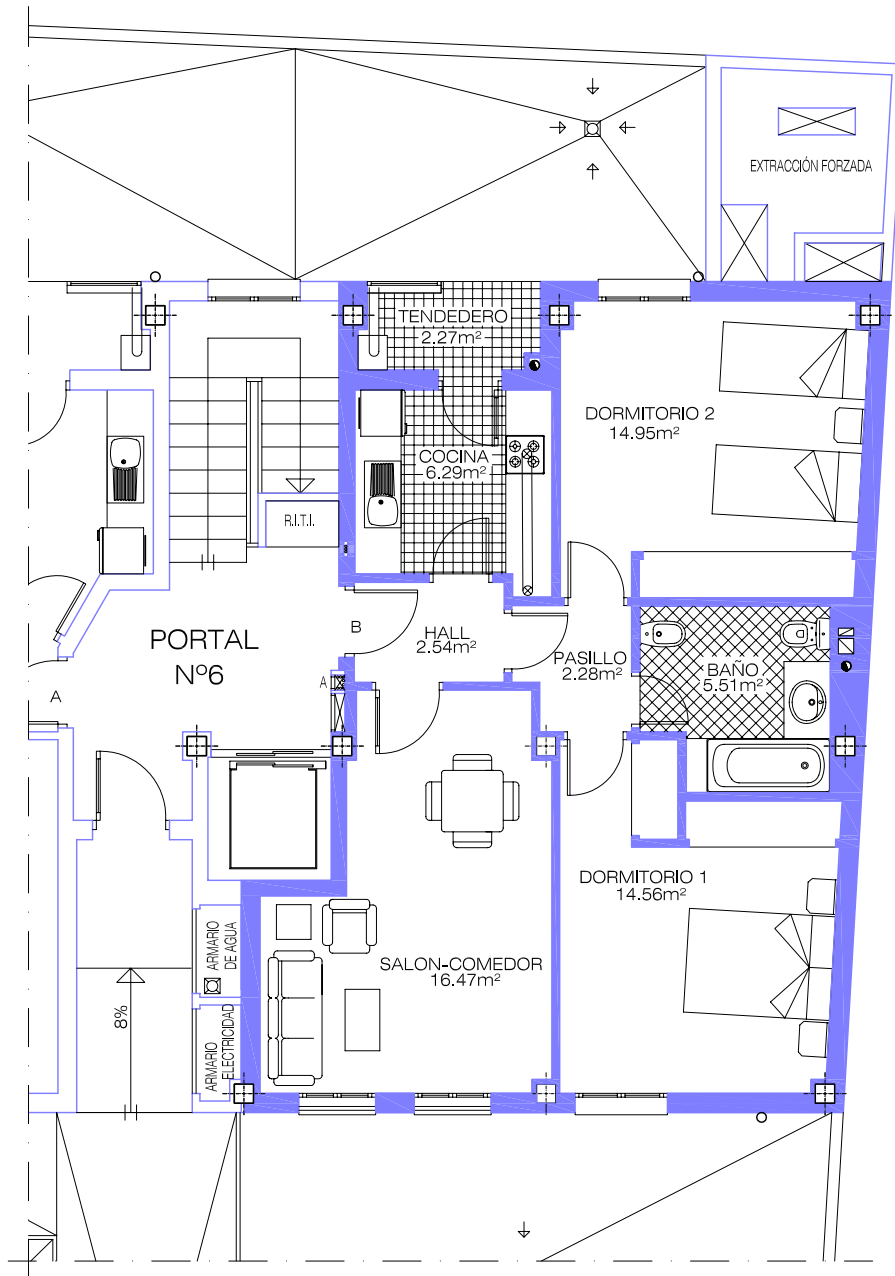 EXTRACCIÓN FORZADA
TENDEDERO
2.27m²
DORMITORIO 2
14.95m²
COCINA
6.29m²
R.I.T.I.
PORTAL
Nº6
B
HALL
2.54m²
PASILLO
2.28m²
BAÑO
5.51m²
A
A
DORMITORIO 1
14.56m²
SALON-COMEDOR
16.47m²
ARMARIO
DE AGUA
8%
ARMARIO
ELECTRICIDAD